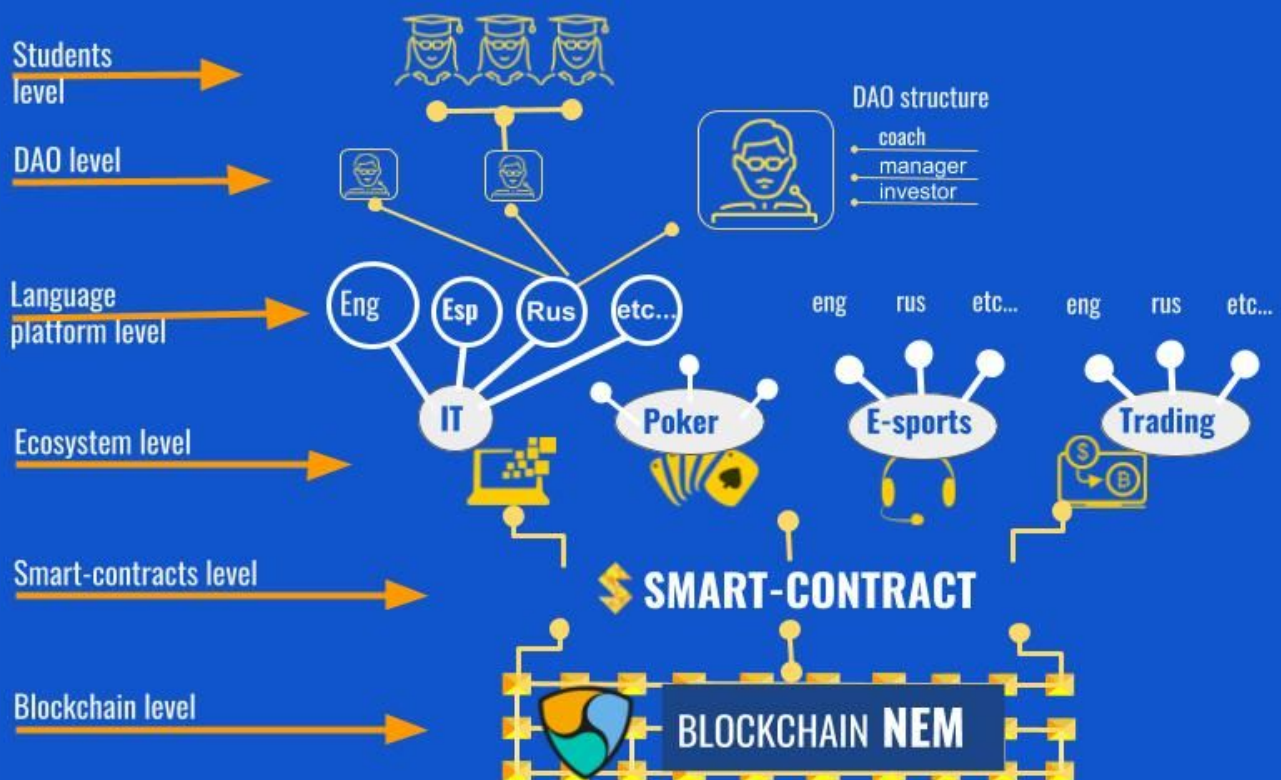 Students
level
DAO structure
coach
manager
investor
DAO level
Language
platform level
Eng
Esp
Rus
etc...
eng rus etc...
eng rus etc...
IT
Poker
E-sports
Trading
Ecosystem level
$
B
Smart-contracts level
SMART-CONTRACT
Blockchain level
BLOCKCHAIN NEM